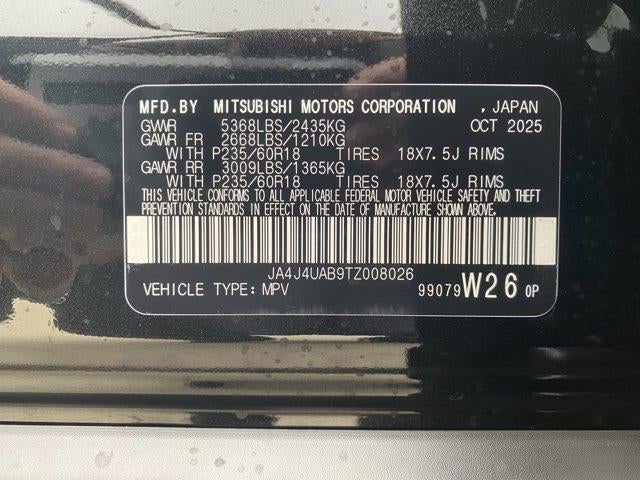 MFD.BY MITSUBISHI MOTORS CORPORATION , JAPAN
GVWR 5368LBS/2435KG OCT 2025
GAWR FR 2668LBS/1210KG
WITH P235/60R18 TIRES 18X7.5J RIMS
GAWR RR 3009LBS/1365KG
WITH P235/60R18 TIRES 18X7.5J RIMS
THIS VEHICLE CONFORMS TO ALL APPLICABLE FEDERAL MOTOR VEHICLE SAFETY AND THEFT
PREVENTION STANDARDS IN EFFECT ON THE DATE OF MANUFACTURE SHOWN ABOVE.
JA4J4UAB9TZ008026
VEHICLE TYPE: MPV 99079 W26 0P